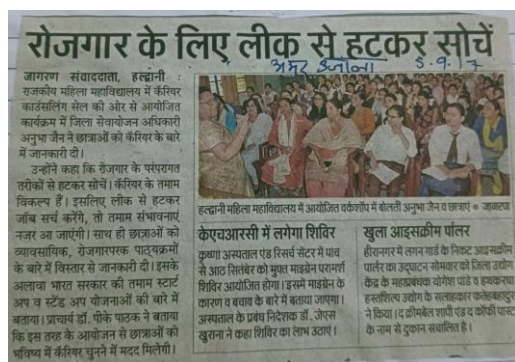 रोजगार के लिए लीक से हटकर सोचें
अमर उजाला 5.9.17
जागरण संवाददाता, हल्द्वानी :
राजकीय महिला महाविद्यालय में कॅरियर
काउंसलिंग सेल की ओर से आयोजित
कार्यक्रम में जिला सेवायोजन अधिकारी
अनुभा जैन ने छात्राओं को कॅरियर के बारे
में जानकारी दी।
उन्होंने कहा कि रोजगार के परंपरागत
तरीकों से हटकर सोचें। कॅरियर के तमाम
विकल्प हैं। इसलिए लीक से हटकर
जॉब सर्च करेंगे, तो तमाम संभावनाएं
नजर आ जाएंगी। साथ ही छात्राओं को
व्यावसायिक, रोजगारपरक पाठ्यक्रमों
के बारे में विस्तार से जानकारी दी। इसके
अलावा भारत सरकार की तमाम स्टार्ट
अप व स्टैंड अप योजनाओं की बारे में
बताया। प्राचार्य डॉ. पीके पाठक ने बताया
कि इस तरह के आयोजन से छात्राओं को
भविष्य में कॅरियर चुनने में मदद मिलेगी।
हल्द्वानी महिला महाविद्यालय में आयोजित वर्कशॉप में बोलतीं अनुभा जैन व छात्राएं ● जागरण
केएचआरसी में लगेगा शिविर
कृष्णा अस्पताल एंड रिसर्च सेंटर में पांच
से आठ सितंबर को मुफ्त माइग्रेन परामर्श
शिविर आयोजित होगा। इसमें माइग्रेन के
कारण व बचाव के बारे में बताया जाएगा।
अस्पताल के प्रबंध निदेशक डॉ. जेएस
खुराना ने कहा शिविर का लाभ उठाएं।
खुला आइसक्रीम पॉलर
हीरानगर में लगन गार्ड के निकट आइसक्रीम
पार्लर का उद्घाटन सोमवार को जिला उद्योग
केंद्र के महाप्रबंधक योगेश पांडे व हथकरघा
हस्तशिल्प उद्योग के सलाहकार फतेहबहादुर
ने किया। द क्रीमबेल शापी एंड द कॉफी पास्ट
के नाम से दुकान संचालित है।